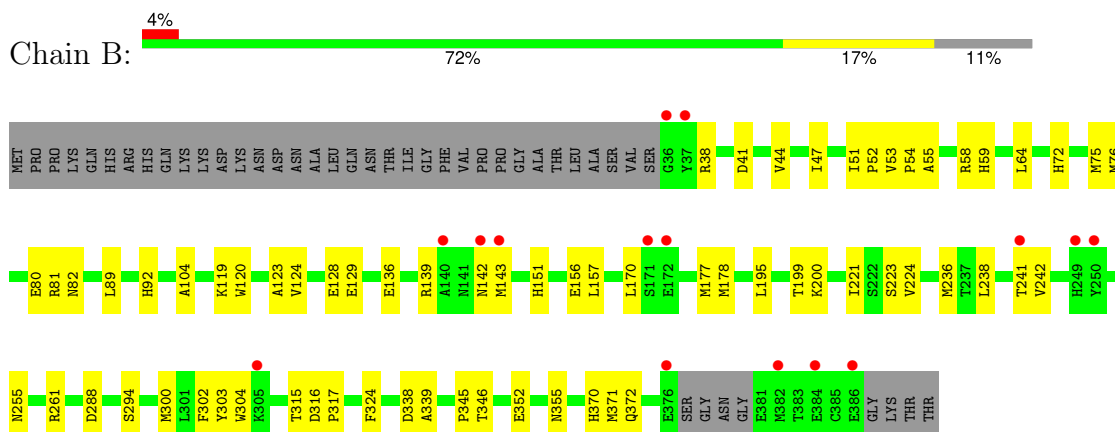 4%
Chain B:
72% 17% 11%
MET PRO PRO LYS GLN HIS ARG HIS GLN LYS LYS ASP LYS ASN ASP ASN ALA LEU GLN ASN THR ILE GLY PHE VAL PRO PRO GLY ALA THR LEU ALA SER VAL SER G36 Y37 R38 D41 V44 I47 I51 P52 V53 P54 A55 R58 H59 L64 H72 M75 M76
E80 R81 N82 L89 H92 A104 K119 W120 A123 V124 E128 E129 E136 R139 A140 N141 N142 M143 H151 E156 L157 L170 S171 E172 M177 M178 L195 T199 K200 I221 S222 S223 V224 M236 T237 L238 T241 V242 H249 Y250
N255 R261 D288 S294 M300 L301 F302 Y303 W304 K305 T315 D316 P317 F324 D338 A339 P345 T346 E352 N355 H370 M371 Q372 E376 SER GLY ASN GLY E381 M382 T383 E384 C385 E386 GLY LYS THR THR